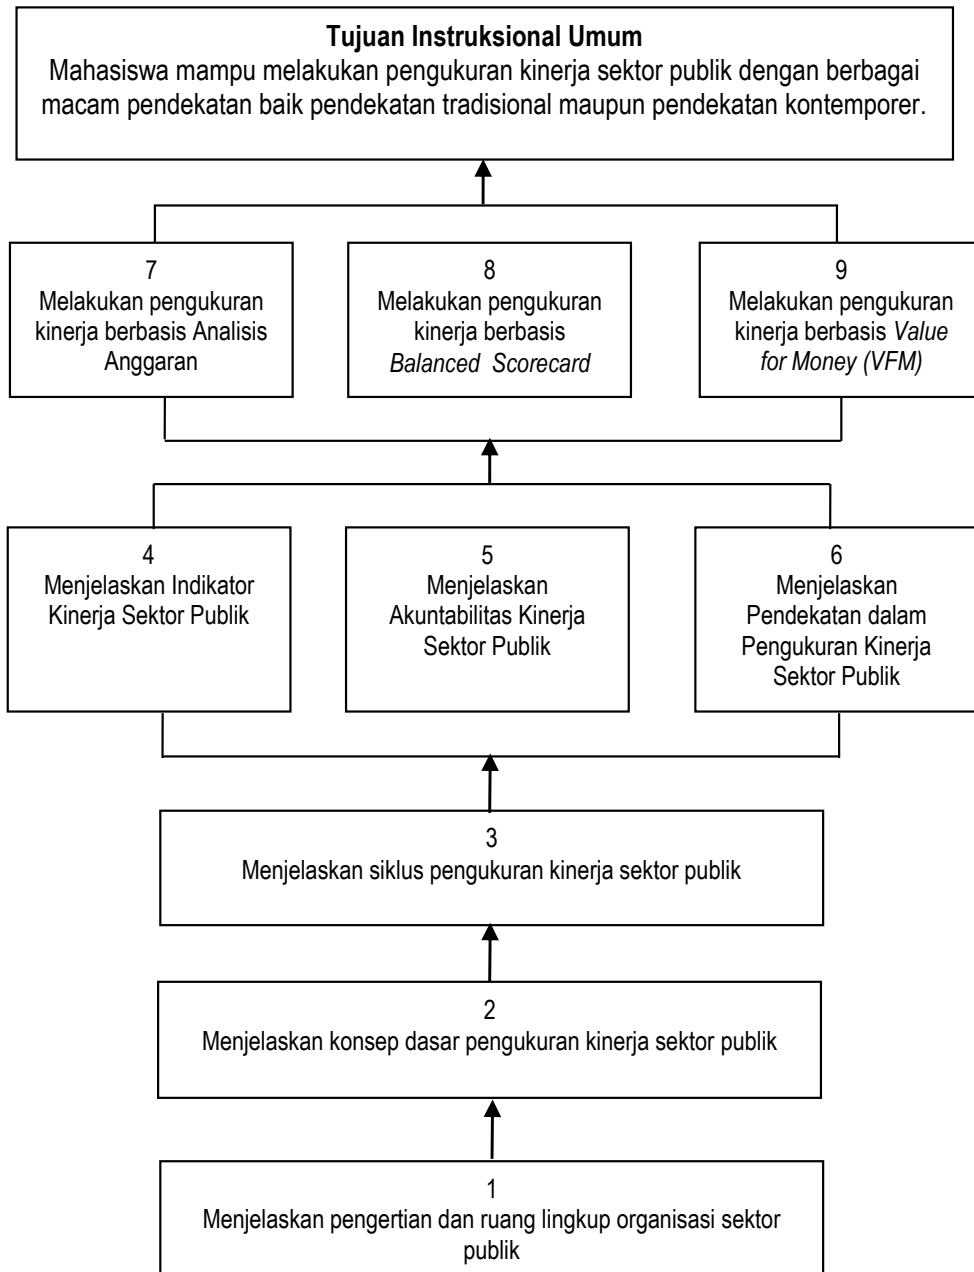 Tujuan Instruksional Umum
Mahasiswa mampu melakukan pengukuran kinerja sektor publik dengan berbagai
macam pendekatan baik pendekatan tradisional maupun pendekatan kontemporer.
7
Melakukan pengukuran
kinerja berbasis Analisis
Anggaran
8
Melakukan pengukuran
kinerja berbasis
Balanced Scorecard
9
Melakukan pengukuran
kinerja berbasis Value
for Money (VFM)
4
Menjelaskan Indikator
Kinerja Sektor Publik
5
Menjelaskan
Akuntabilitas Kinerja
Sektor Publik
6
Menjelaskan
Pendekatan dalam
Pengukuran Kinerja
Sektor Publik
3
Menjelaskan siklus pengukuran kinerja sektor publik
2
Menjelaskan konsep dasar pengukuran kinerja sektor publik
1
Menjelaskan pengertian dan ruang lingkup organisasi sektor
publik